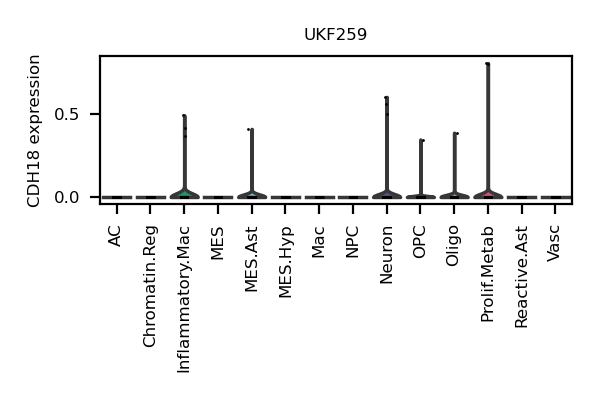 UKF259
CDH18 expression
0.5
0.0
AC
Chromatin.Reg
Inflammatory.Mac
MES
MES.Ast
MES.Hyp
Mac
NPC
Neuron
OPC
Oligo
Prolif.Metab
Reactive.Ast
Vasc